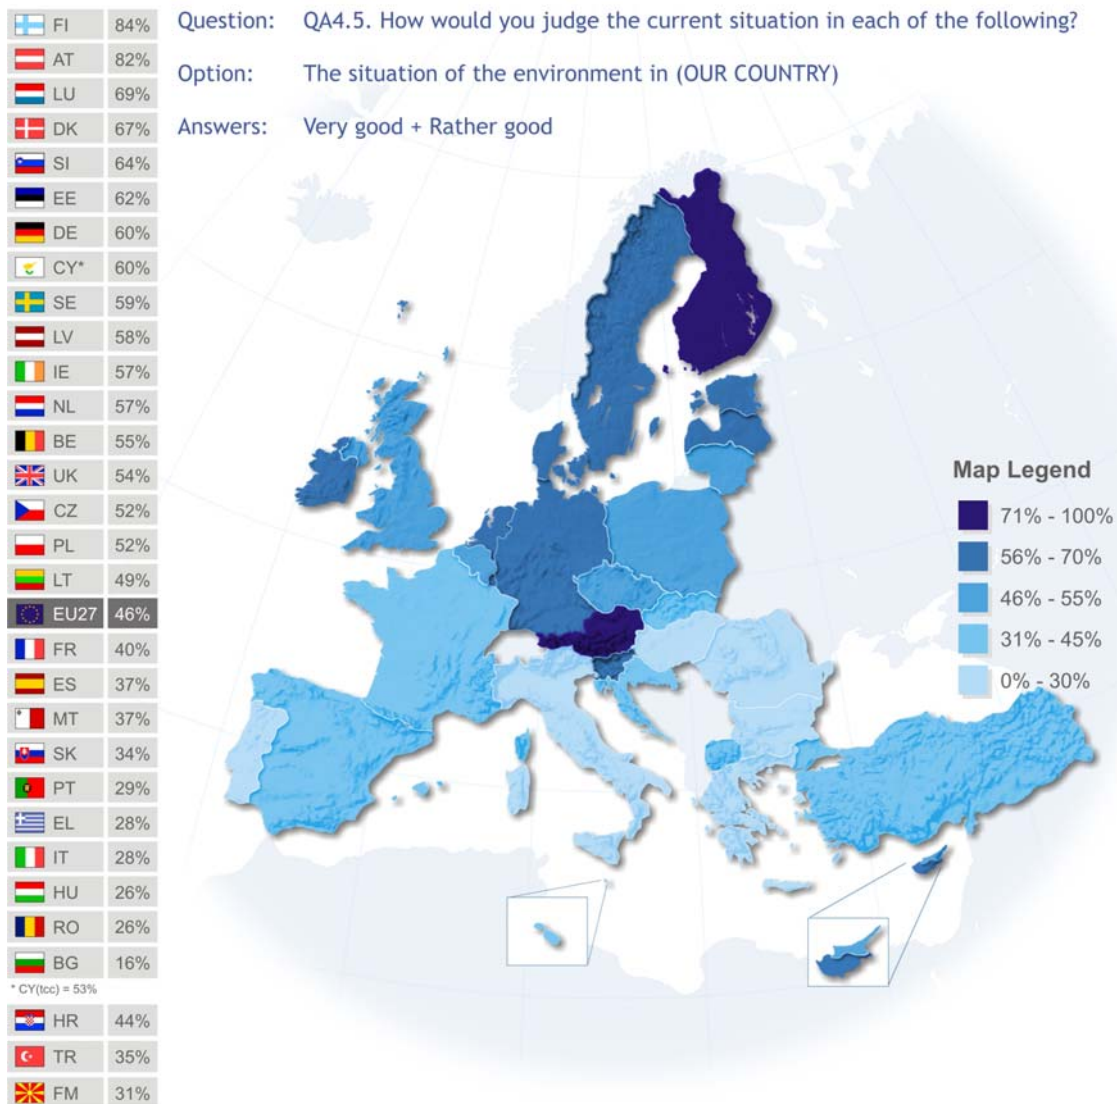 Question: QA4.5. How would you judge the current situation in each of the following?
Option: The situation of the environment in (OUR COUNTRY)
Answers: Very good + Rather good
FI 84%
AT 82%
LU 69%
DK 67%
SI 64%
EE 62%
DE 60%
CY* 60%
SE 59%
LV 58%
IE 57%
NL 57%
BE 55%
UK 54%
CZ 52%
PL 52%
LT 49%
EU27 46%
FR 40%
ES 37%
MT 37%
SK 34%
PT 29%
EL 28%
IT 28%
HU 26%
RO 26%
BG 16%
* CY(tcc) = 53%
HR 44%
TR 35%
FM 31%
Map Legend
71% - 100%
56% - 70%
46% - 55%
31% - 45%
0% - 30%